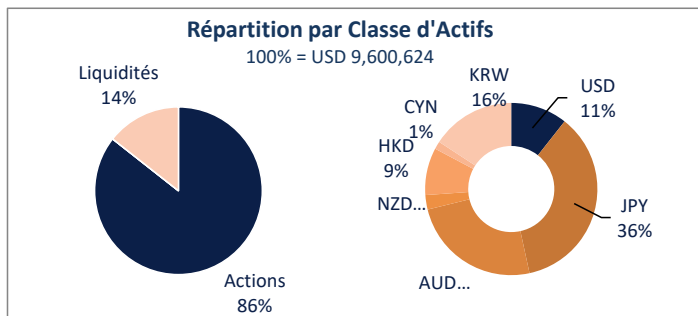 Répartition par Classe d'Actifs
100% = USD 9,600,624
Liquidités
14%
Actions
86%
KRW
16%
USD
11%
CYN
1%
HKD
9%
NZD...
JPY
36%
AUD...